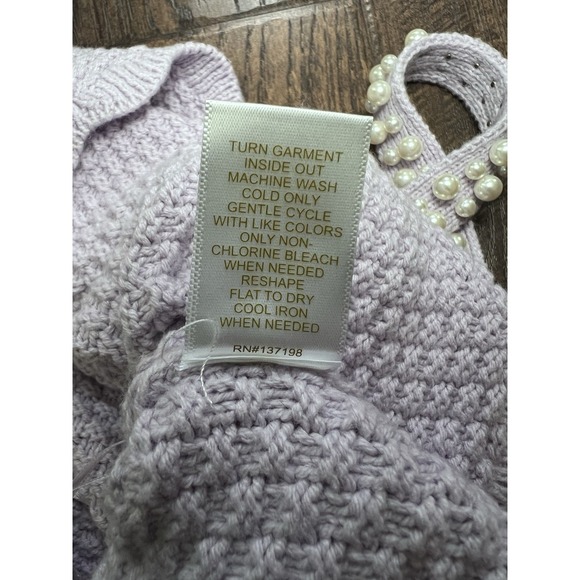 TURN GARMENT
INSIDE OUT
MACHINE WASH
COLD ONLY
GENTLE CYCLE
WITH LIKE COLORS
ONLY NON-
CHLORINE BLEACH
WHEN NEEDED
RESHAPE
FLAT TO DRY
COOL IRON
WHEN NEEDED
RN#137198